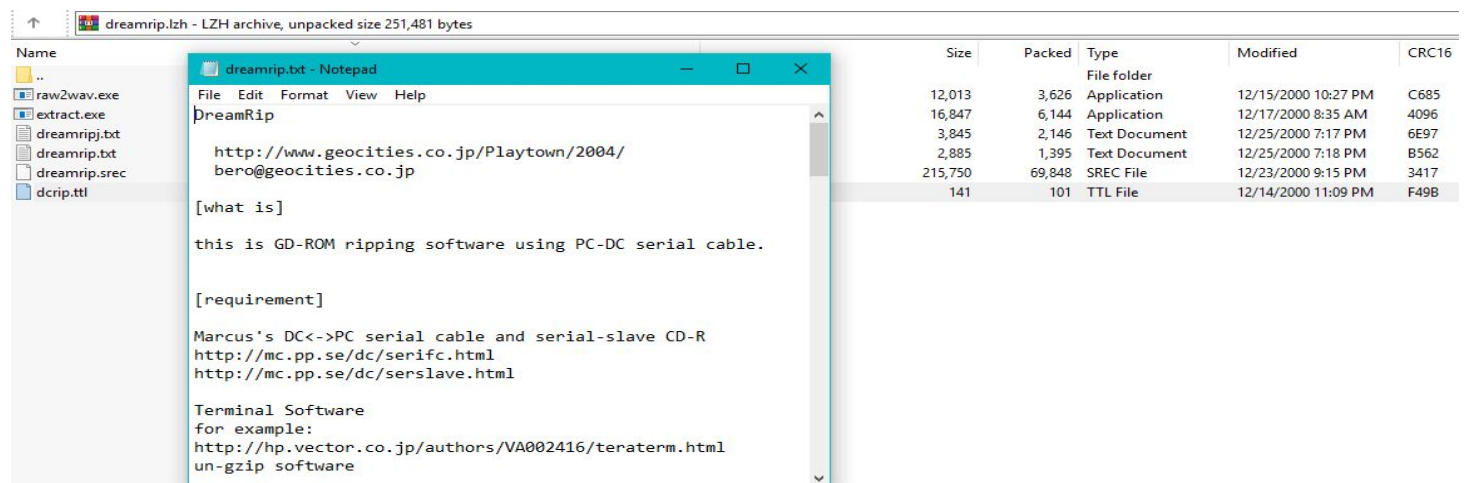 dreamrip.lzh - LZH archive, unpacked size 251,481 bytes
Name Size Packed Type Modified CRC16
.. File folder
raw2wav.exe 12,013 3,626 Application 12/15/2000 10:27 PM C685
extract.exe 16,847 6,144 Application 12/17/2000 8:35 AM 4096
dreamripj.txt 3,845 2,146 Text Document 12/25/2000 7:17 PM 6E97
dreamrip.txt 2,885 1,395 Text Document 12/25/2000 7:18 PM B562
dreamrip.srec 215,750 69,848 SREC File 12/23/2000 9:15 PM 3417
dcrip.ttl 141 101 TTL File 12/14/2000 11:09 PM F49B
dreamrip.txt - Notepad
File Edit Format View Help
DreamRip
http://www.geocities.co.jp/Playtown/2004/
bero@geocities.co.jp
[what is]
this is GD-ROM ripping software using PC-DC serial cable.
[requirement]
Marcus's DC<->PC serial cable and serial-slave CD-R
http://mc.pp.se/dc/serifc.html
http://mc.pp.se/dc/serslave.html
Terminal Software
for example:
http://hp.vector.co.jp/authors/VA002416/teraterm.html
un-gzip software